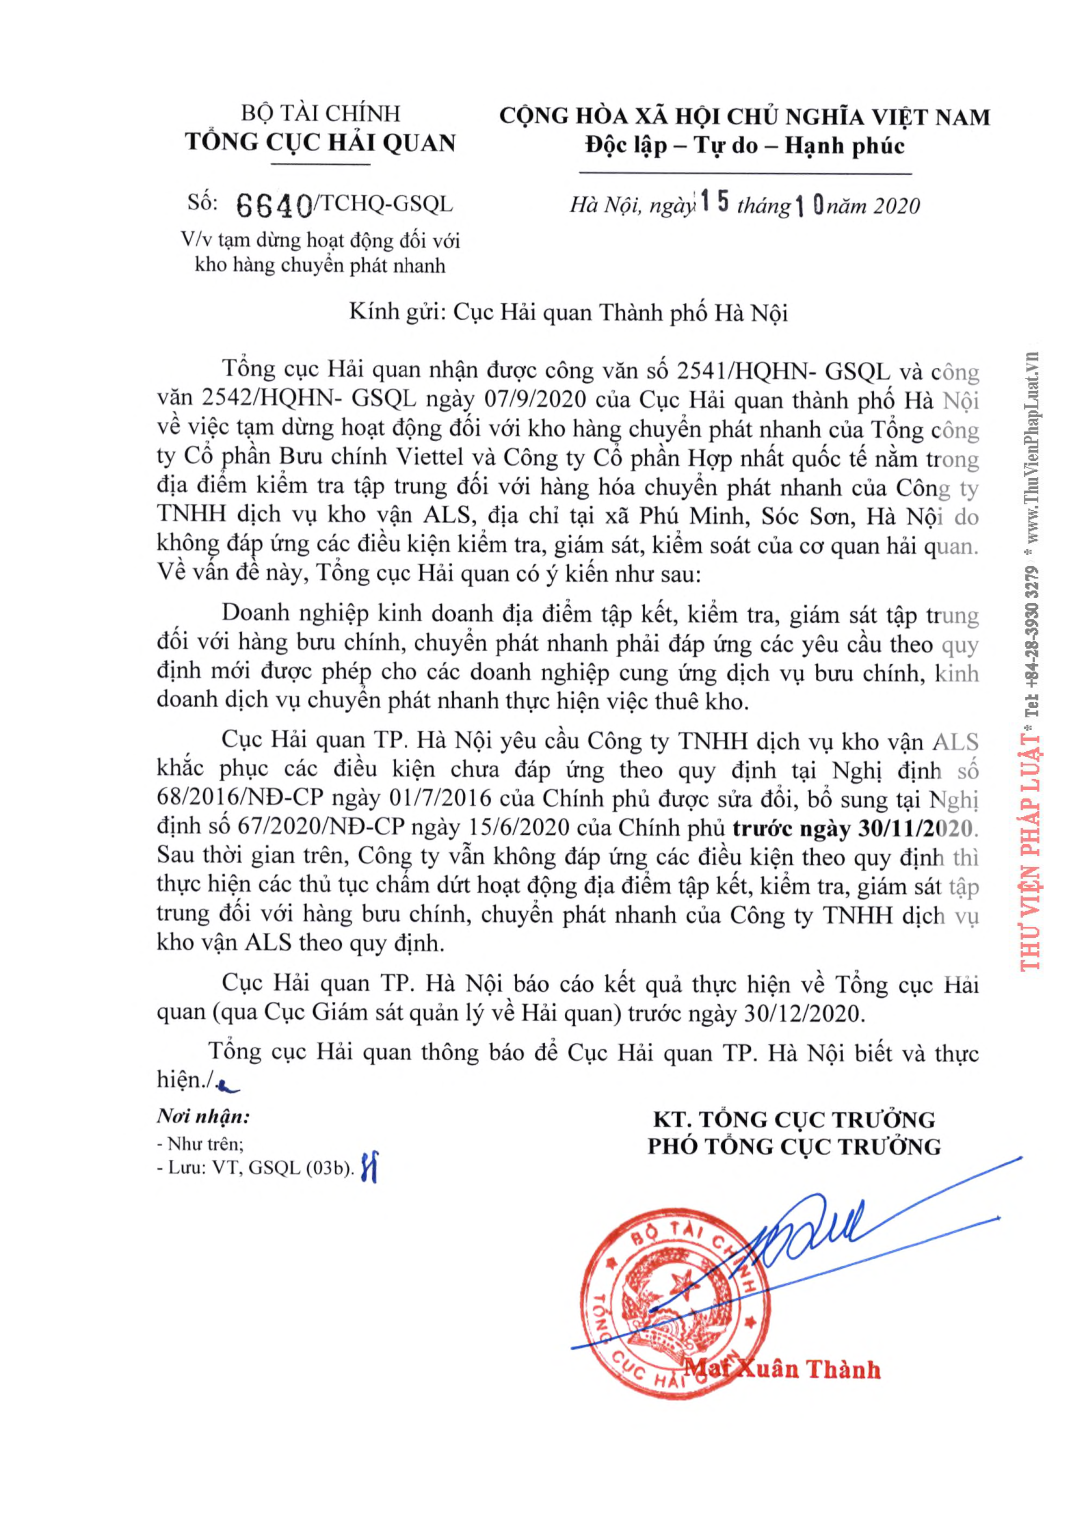 BỘ TÀI CHÍNH
TỔNG CỤC HẢI QUAN
CỘNG HÒA XÃ HỘI CHỦ NGHĨA VIỆT NAM
Độc lập – Tự do – Hạnh phúc
Số: 6640/TCHQ-GSQL
Hà Nội, ngày 15 tháng 10 năm 2020
V/v tạm dừng hoạt động đối với
kho hàng chuyển phát nhanh
Kính gửi: Cục Hải quan Thành phố Hà Nội
Tổng cục Hải quan nhận được công văn số 2541/HQHN- GSQL và công
văn 2542/HQHN- GSQL ngày 07/9/2020 của Cục Hải quan thành phố Hà Nội
về việc tạm dừng hoạt động đối với kho hàng chuyển phát nhanh của Tổng công
ty Cổ phần Bưu chính Viettel và Công ty Cổ phần Hợp nhất quốc tế nằm trong
địa điểm kiểm tra tập trung đối với hàng hóa chuyển phát nhanh của Công ty
TNHH dịch vụ kho vận ALS, địa chỉ tại xã Phú Minh, Sóc Sơn, Hà Nội do
không đáp ứng các điều kiện kiểm tra, giám sát, kiểm soát của cơ quan hải quan.
Về vấn đề này, Tổng cục Hải quan có ý kiến như sau:
Doanh nghiệp kinh doanh địa điểm tập kết, kiểm tra, giám sát tập trung
đối với hàng bưu chính, chuyển phát nhanh phải đáp ứng các yêu cầu theo quy
định mới được phép cho các doanh nghiệp cung ứng dịch vụ bưu chính, kinh
doanh dịch vụ chuyển phát nhanh thực hiện việc thuê kho.
Cục Hải quan TP. Hà Nội yêu cầu Công ty TNHH dịch vụ kho vận ALS
khắc phục các điều kiện chưa đáp ứng theo quy định tại Nghị định số
68/2016/NĐ-CP ngày 01/7/2016 của Chính phủ được sửa đổi, bổ sung tại Nghị
định số 67/2020/NĐ-CP ngày 15/6/2020 của Chính phủ trước ngày 30/11/2020.
Sau thời gian trên, Công ty vẫn không đáp ứng các điều kiện theo quy định thì
thực hiện các thủ tục chấm dứt hoạt động địa điểm tập kết, kiểm tra, giám sát tập
trung đối với hàng bưu chính, chuyển phát nhanh của Công ty TNHH dịch vụ
kho vận ALS theo quy định.
Cục Hải quan TP. Hà Nội báo cáo kết quả thực hiện về Tổng cục Hải
quan (qua Cục Giám sát quản lý về Hải quan) trước ngày 30/12/2020.
Tổng cục Hải quan thông báo để Cục Hải quan TP. Hà Nội biết và thực
hiện./.
Nơi nhận:
- Như trên;
- Lưu: VT, GSQL (03b).
KT. TỔNG CỤC TRƯỞNG
PHÓ TỔNG CỤC TRƯỞNG
BỘ TÀI CHÍNH
TỔNG CỤC HẢI QUAN
Mai Xuân Thành
THƯ VIỆN PHÁP LUẬT * Tel: +84-28-3930 3279 * www.ThuVienPhapLuat.vn